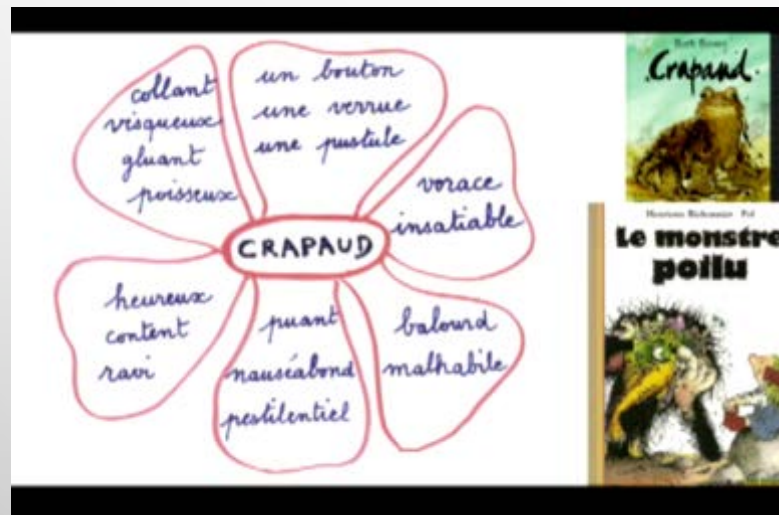 collant
visqueux
gluant
poisseux
un bouton
une verrue
une pustule
vorace
insatiable
CRAPAUD
heureux
content
ravi
puant
nauséabond
pestilentiel
balourd
malhabile
Crapaud
Le monstre
poilu